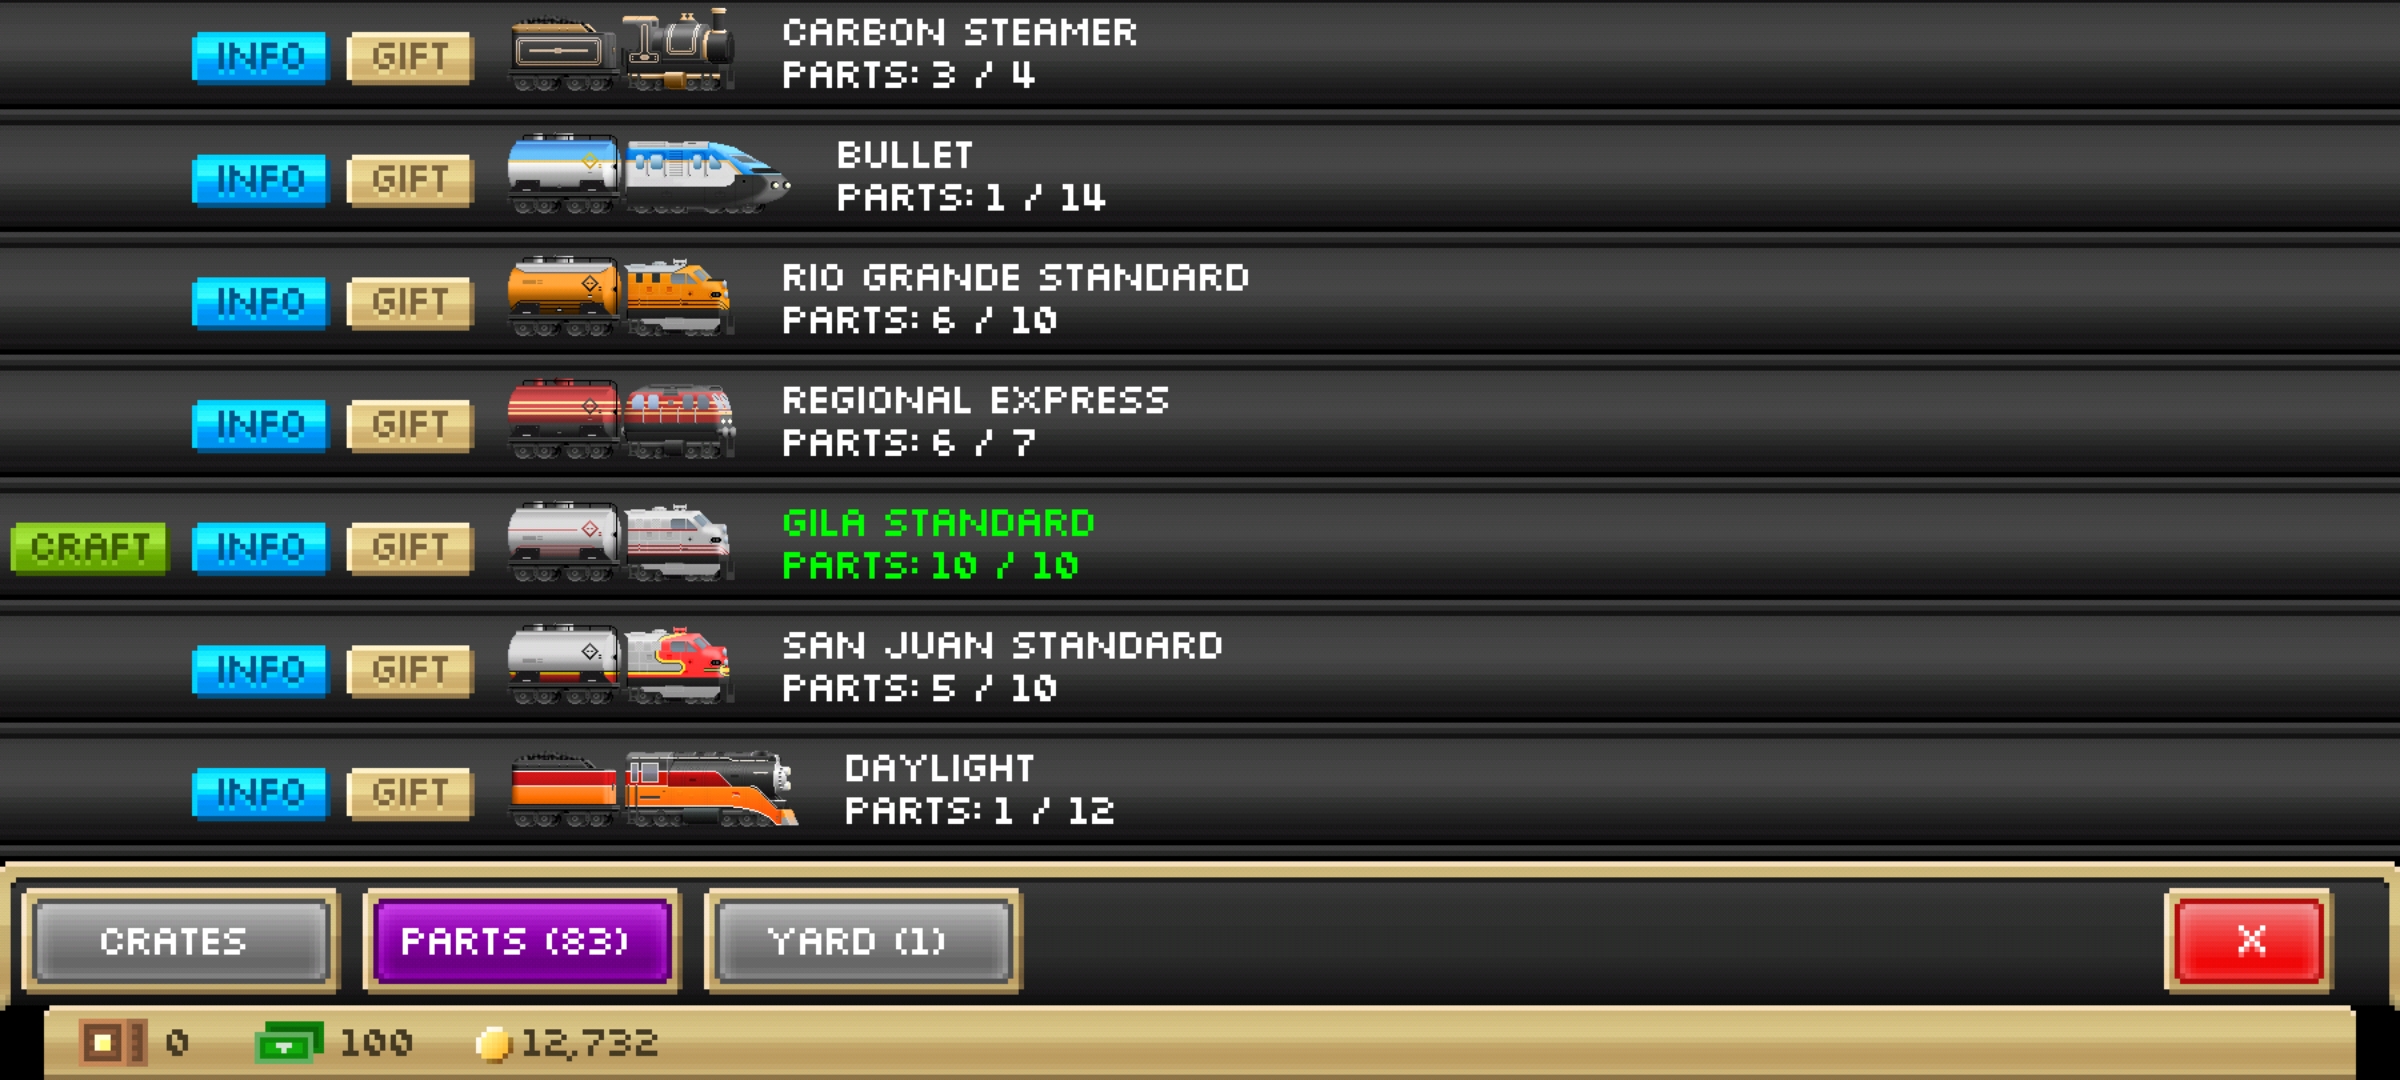 INFO GIFT CARBON STEAMER
PARTS: 3 / 4
INFO GIFT BULLET
PARTS: 1 / 14
INFO GIFT RIO GRANDE STANDARD
PARTS: 6 / 10
INFO GIFT REGIONAL EXPRESS
PARTS: 6 / 7
CRAFT INFO GIFT GILA STANDARD
PARTS: 10 / 10
INFO GIFT SAN JUAN STANDARD
PARTS: 5 / 10
INFO GIFT DAYLIGHT
PARTS: 1 / 12
CRATES PARTS (83) YARD (1) X
0 100 12,732